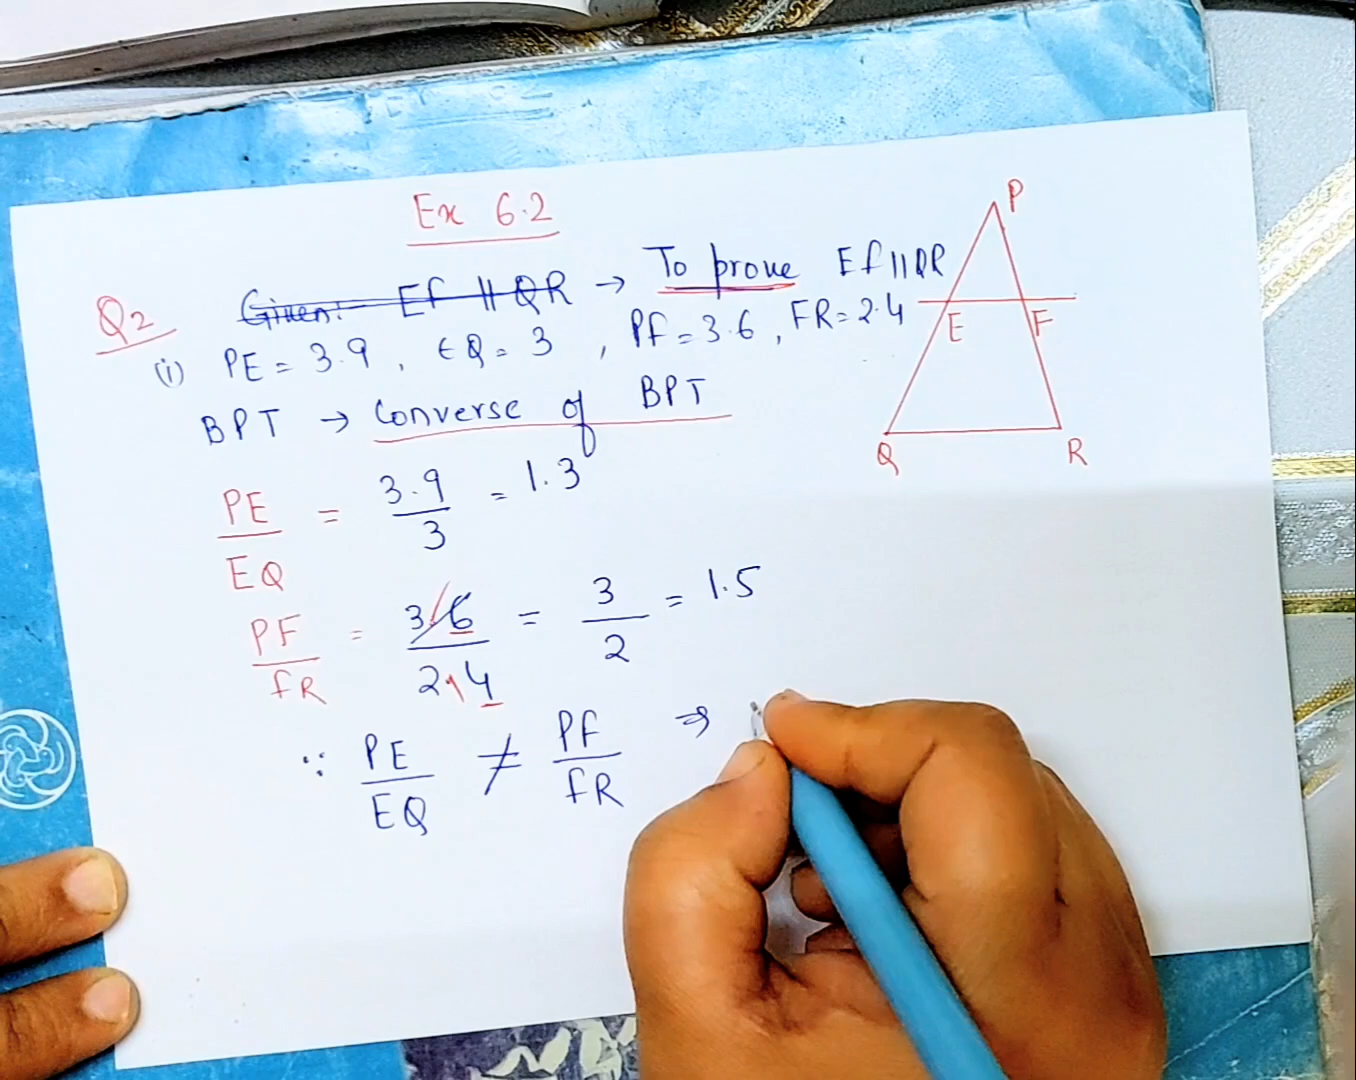 Ex 6.2
Q2 Given:- EF || QR → To prove EF||QR
(i) PE = 3.9, EQ = 3, PF = 3.6, FR = 2.4
BPT → Converse of BPT
PE/EQ = 3.9/3 = 1.3
PF/FR = 3.6/2.4 = 3/2 = 1.5
∵ PE/EQ ≠ PF/FR ⇒
P
E F
Q R